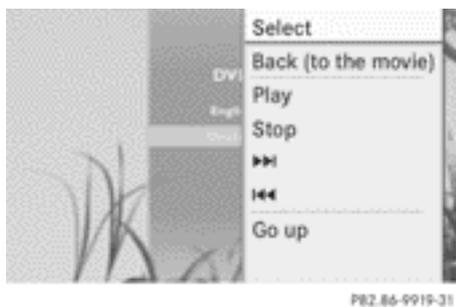 Select
Back (to the movie)
Play
Stop
⏭
⏮
Go up
P82.86-9919-31